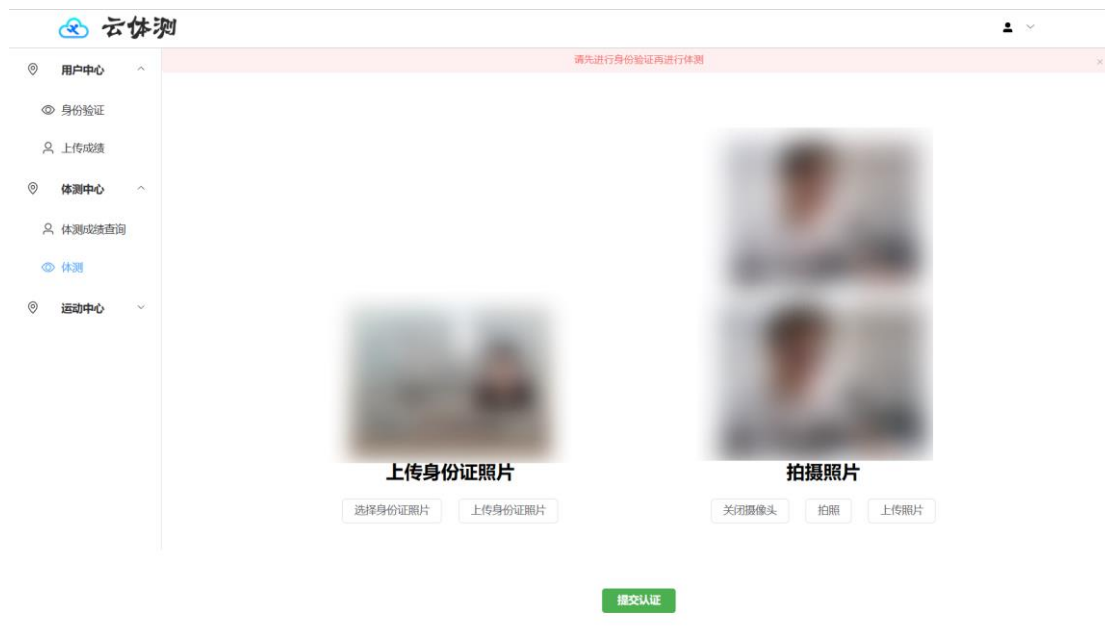 云体测
请先进行身份验证再进行体测
用户中心
身份验证
上传成绩
体测中心
体测成绩查询
体测
运动中心
上传身份证照片
选择身份证照片 上传身份证照片
拍摄照片
关闭摄像头 拍照 上传照片
提交认证